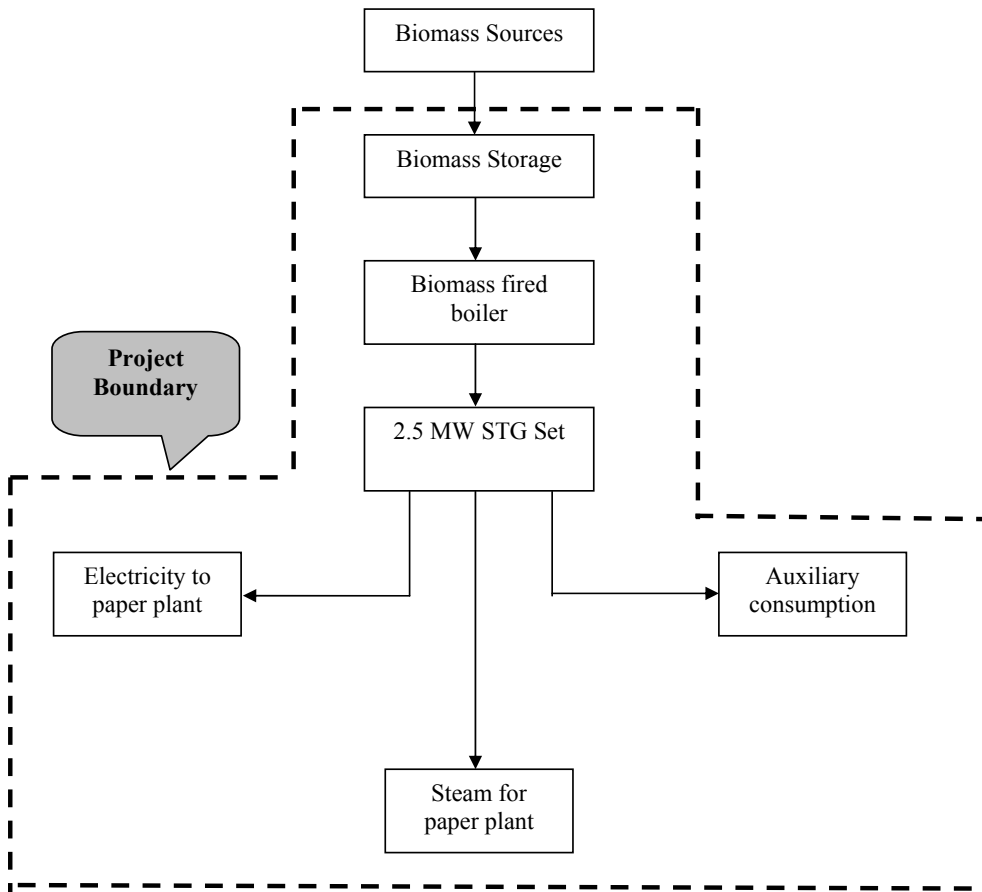 Biomass Sources
Biomass Storage
Biomass fired
boiler
Project
Boundary
2.5 MW STG Set
Electricity to
paper plant
Auxiliary
consumption
Steam for
paper plant